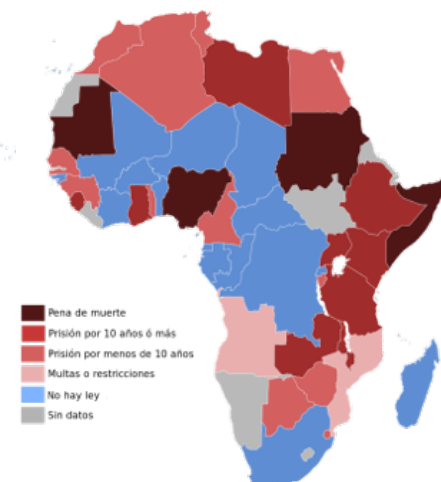 Pena de muerte
Prisión por 10 años ó más
Prisión por menos de 10 años
Multas o restricciones
No hay ley
Sin datos